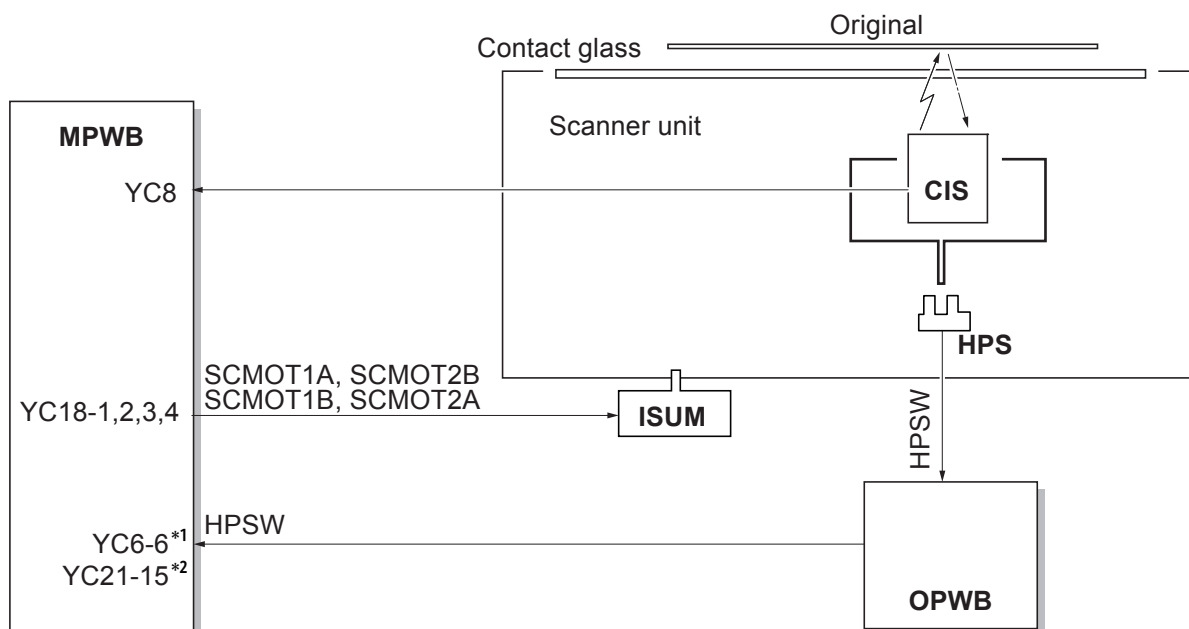 Original
Contact glass
Scanner unit
MPWB
YC8
CIS
HPS
SCMOT1A, SCMOT2B
SCMOT1B, SCMOT2A
YC18-1,2,3,4
ISUM
HPSW
HPSW
YC6-6*1
YC21-15*2
OPWB